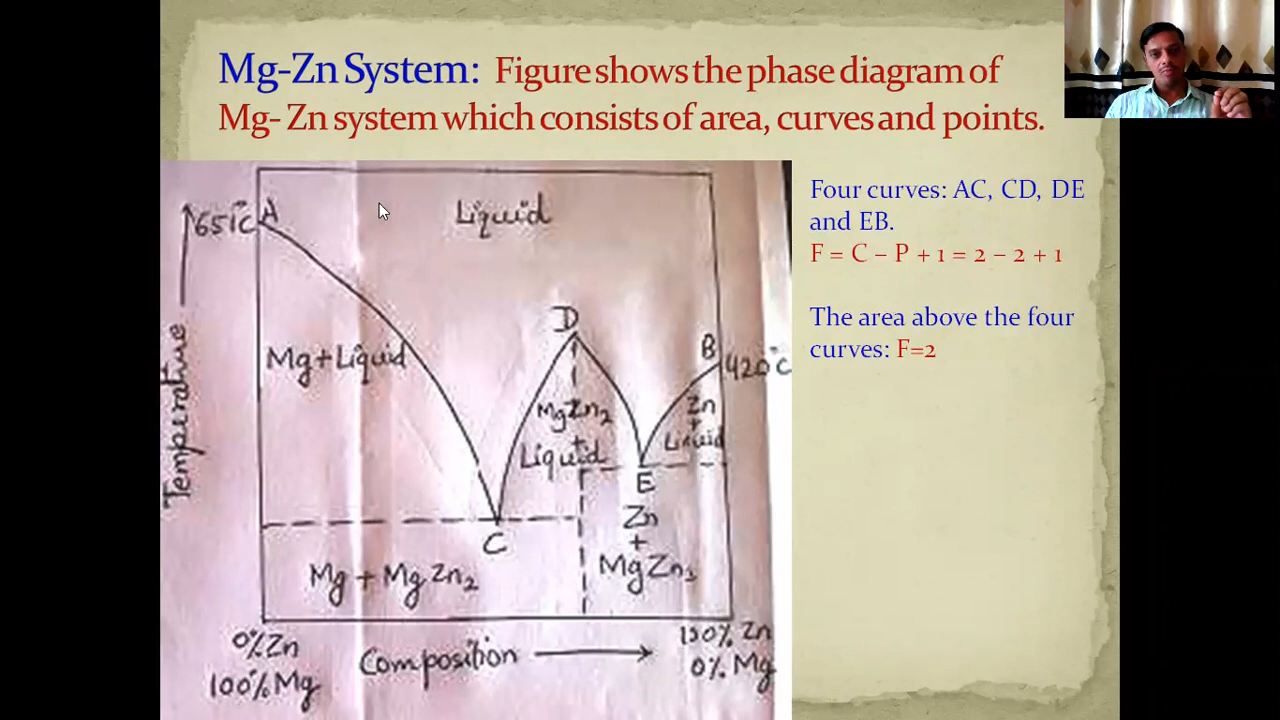 Mg-Zn System: Figure shows the phase diagram of
Mg- Zn system which consists of area, curves and points.
Four curves: AC, CD, DE
and EB.
F = C – P + 1 = 2 – 2 + 1
The area above the four
curves: F=2
651°C
A
Liquid
D
B
420°C
Temperature
Mg+Liquid
MgZn2
+
Liquid
Zn
+
Liquid
E
C
Zn
+
MgZn2
Mg + MgZn2
0% Zn
100% Mg
Composition
100% Zn
0% Mg